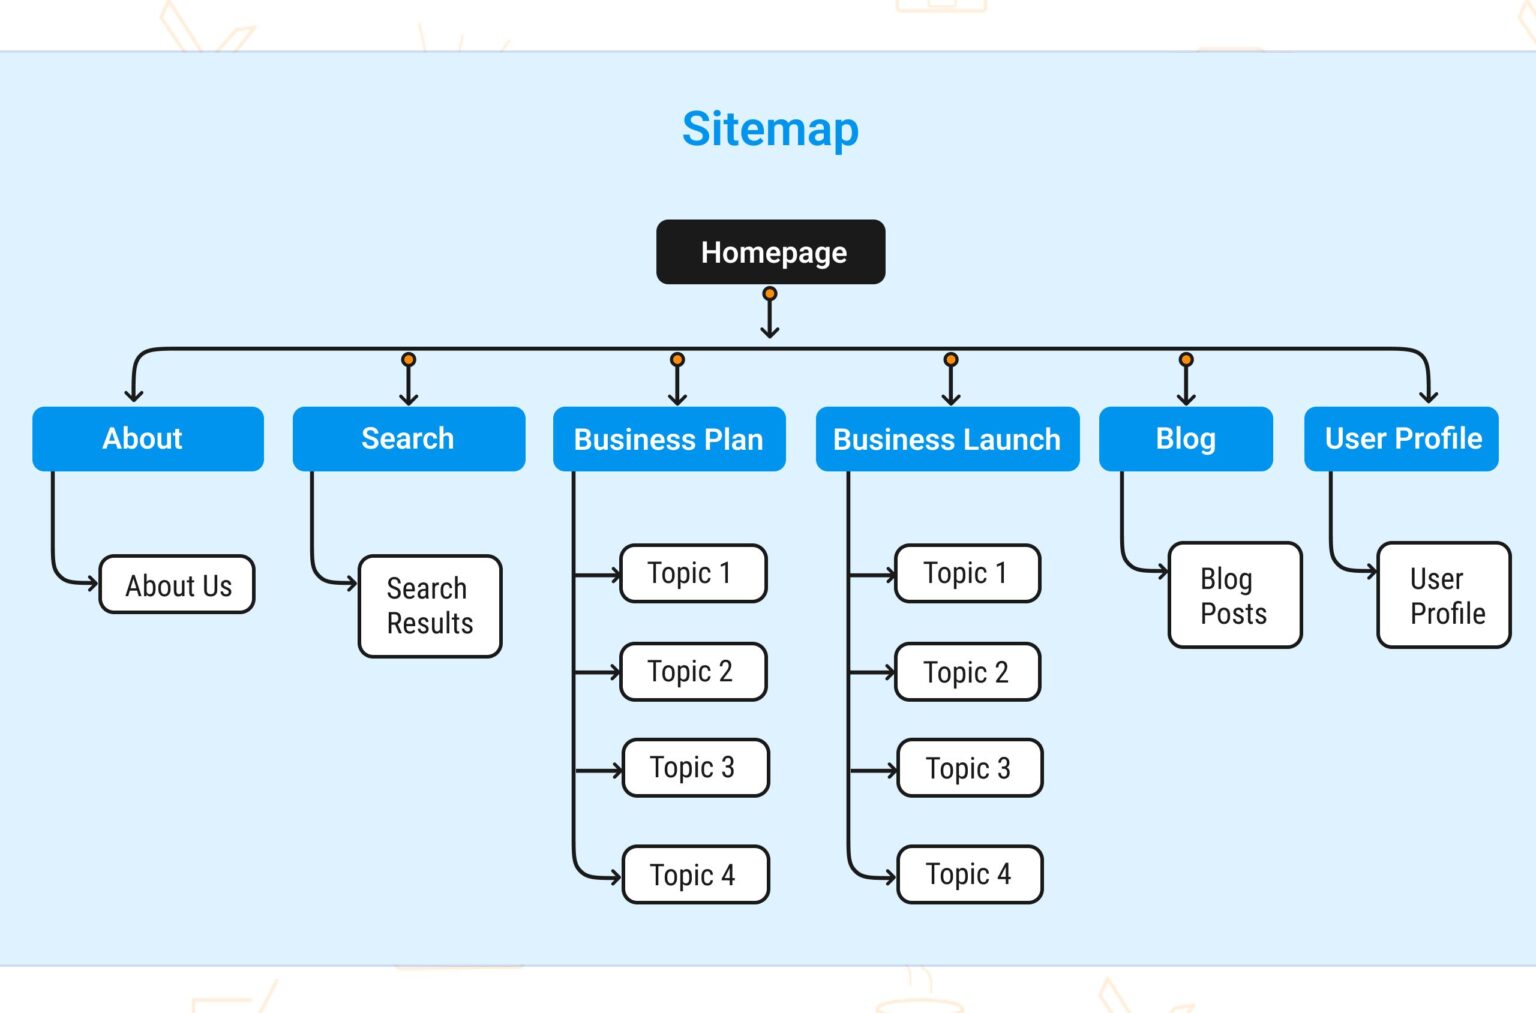 Sitemap
Homepage
About
Search
Business Plan
Business Launch
Blog
User Profile
About Us
Search
Results
Topic 1
Topic 2
Topic 3
Topic 4
Topic 1
Topic 2
Topic 3
Topic 4
Blog
Posts
User
Profile